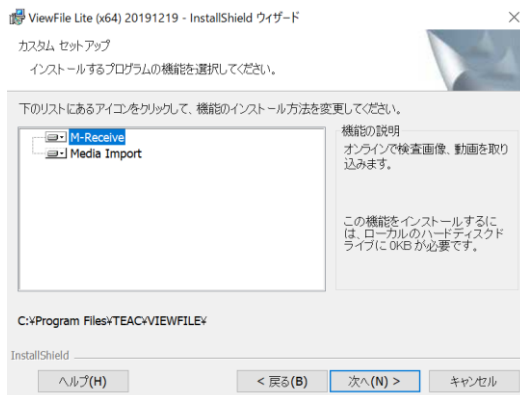 ViewFile Lite (x64) 20191219 - InstallShield ウィザード
カスタム セットアップ
インストールするプログラムの機能を選択してください。
下のリストにあるアイコンをクリックして、機能のインストール方法を変更してください。
M-Receive
Media Import
機能の説明
オンラインで検査画像、動画を取り
込みます。
この機能をインストールするに
は、ローカルのハードディスクド
ライブに 0KB が必要です。
C:¥Program Files¥TEAC¥VIEWFILE¥
InstallShield
ヘルプ(H)
< 戻る(B)
次へ(N) >
キャンセル